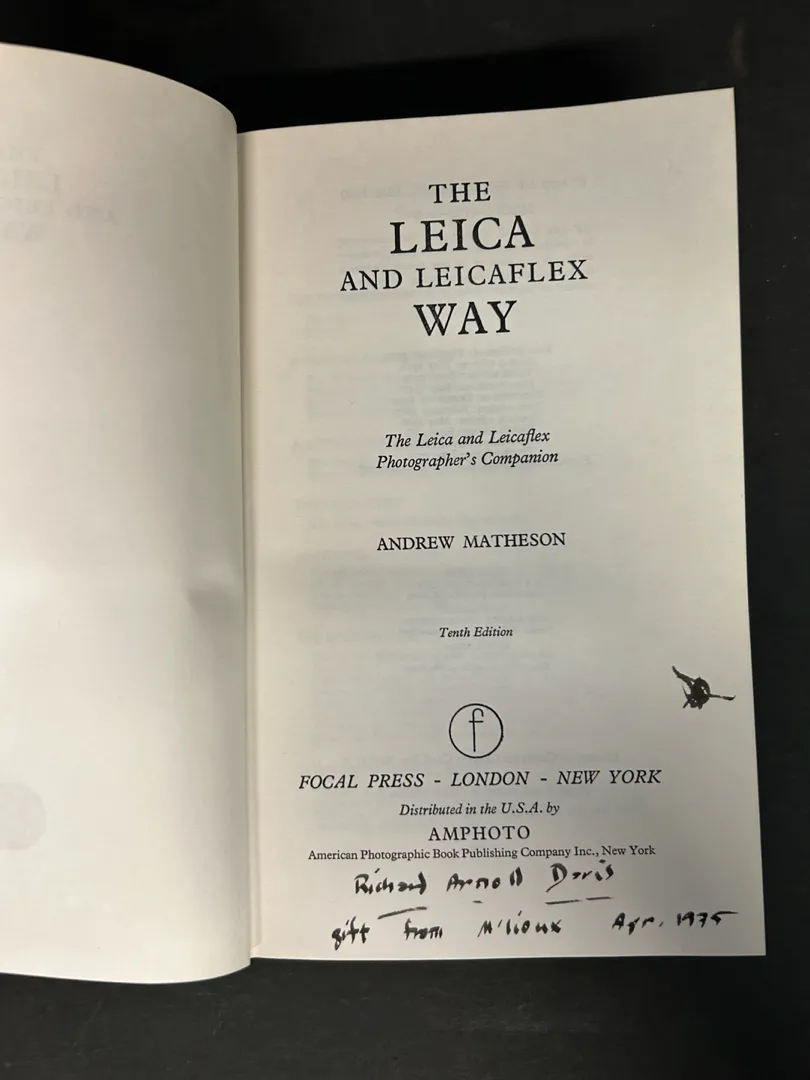 THE
LEICA
AND LEICAFLEX
WAY
The Leica and Leicaflex
Photographer's Companion
ANDREW MATHESON
Tenth Edition
f
FOCAL PRESS - LONDON - NEW YORK
Distributed in the U.S.A. by
AMPHOTO
American Photographic Book Publishing Company Inc., New York
Richard Arnold Davis
gift from M'lioux Apr. 1975